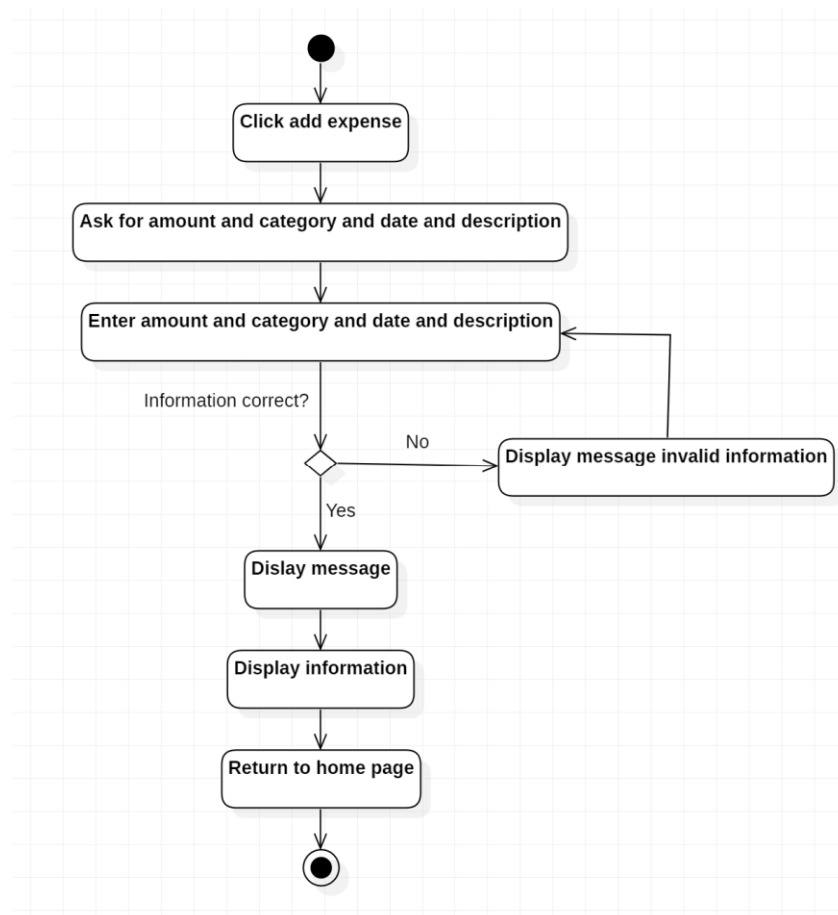 Click add expense
Ask for amount and category and date and description
Enter amount and category and date and description
Information correct?
No
Display message invalid information
Yes
Dislay message
Display information
Return to home page